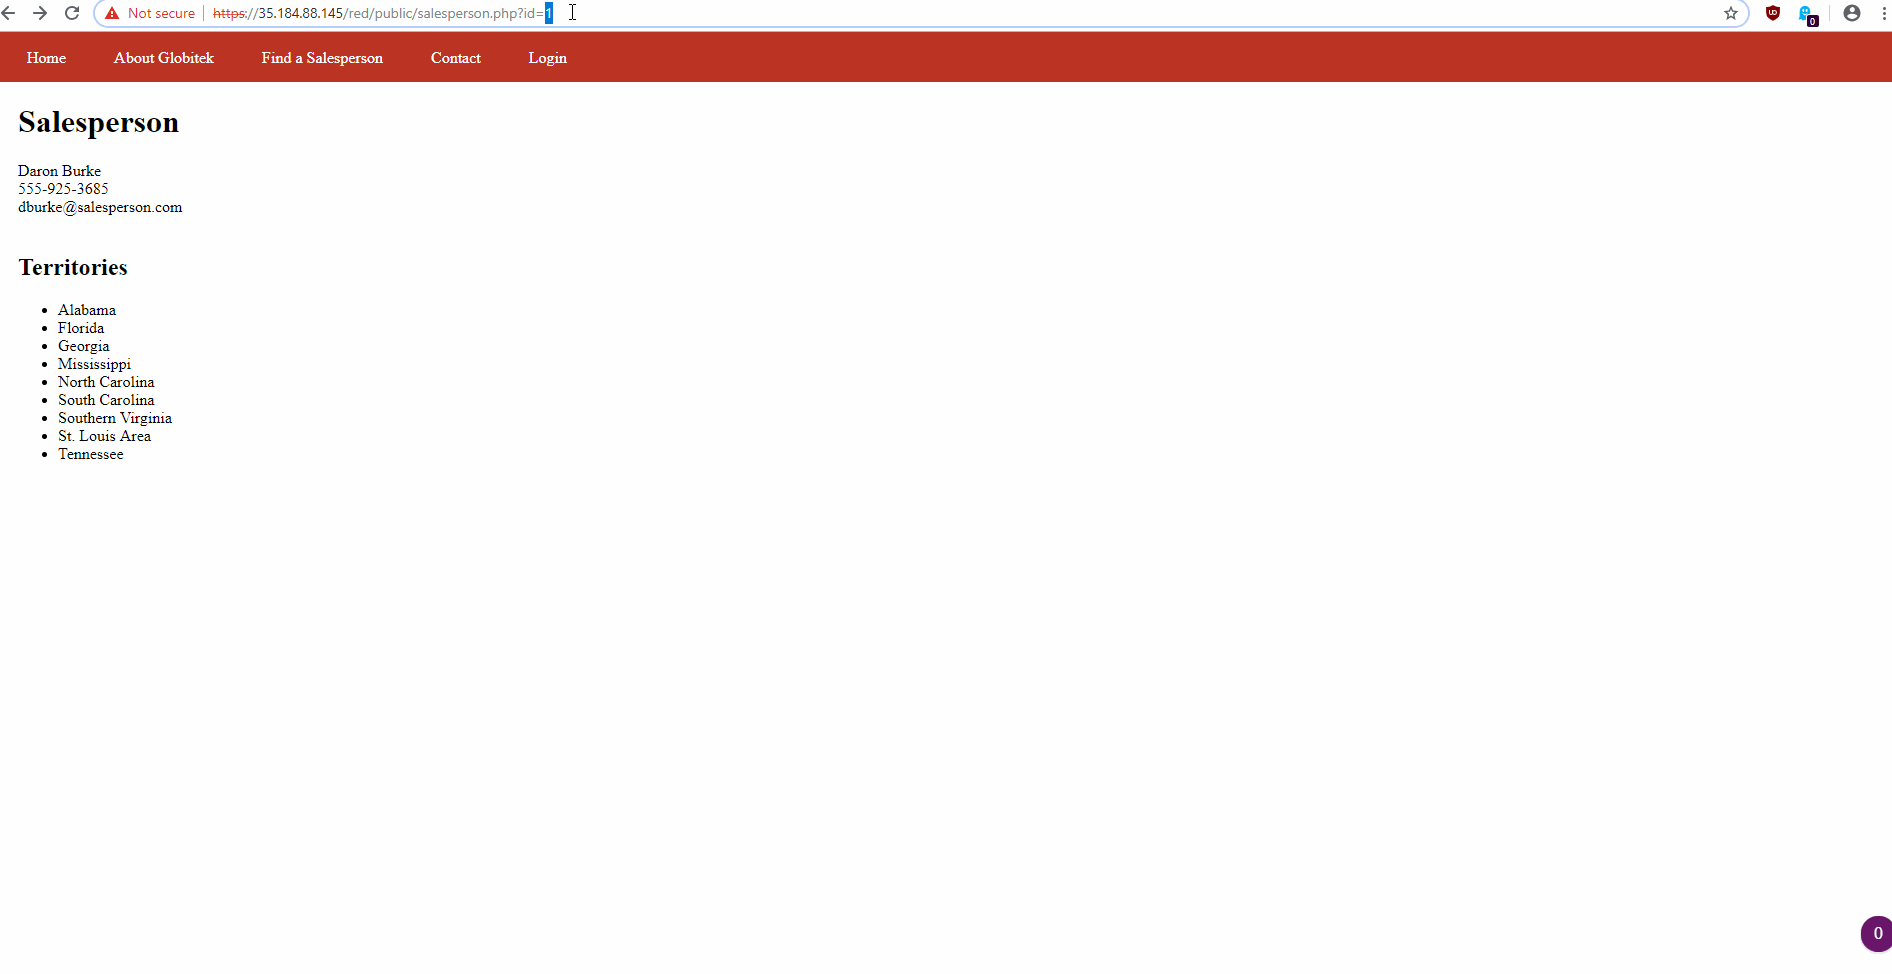 Not secure | https://35.184.88.145/red/public/salesperson.php?id=1
0
Home About Globitek Find a Salesperson Contact Login
Salesperson
Daron Burke
555-925-3685
dburke@salesperson.com
Territories
Alabama
Florida
Georgia
Mississippi
North Carolina
South Carolina
Southern Virginia
St. Louis Area
Tennessee
0